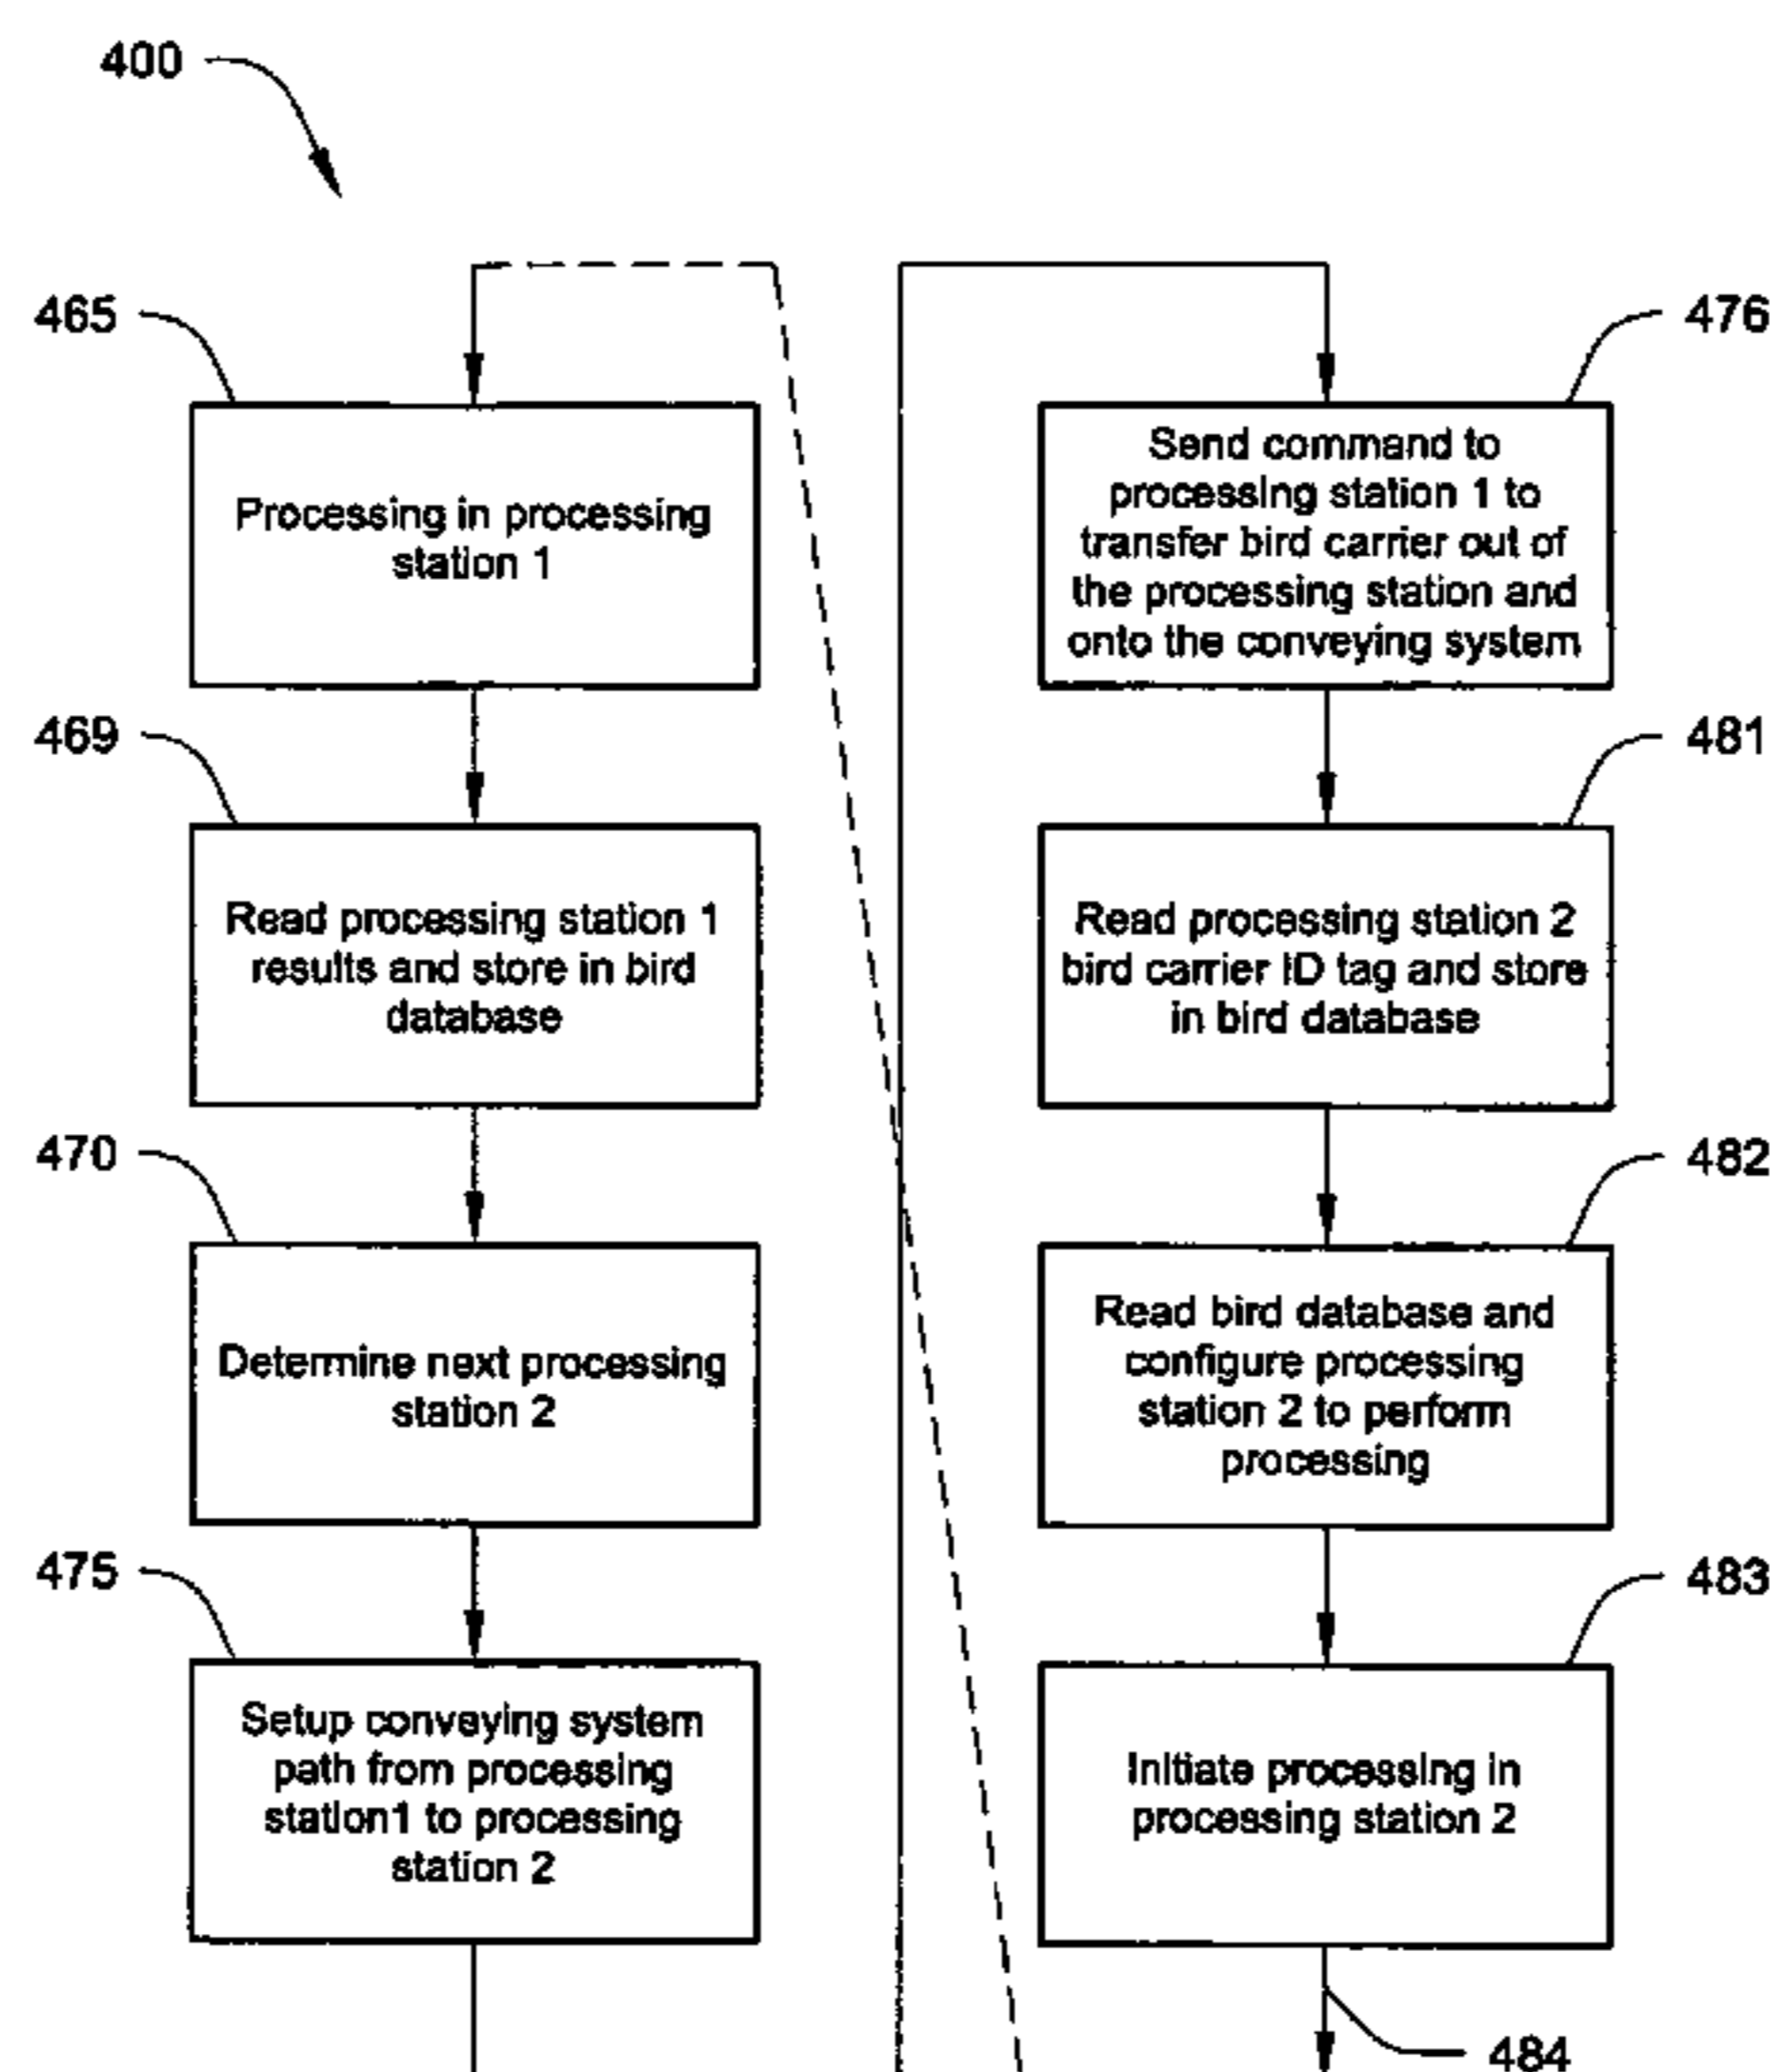 400
465
Processing in processing
station 1
469
Read processing station 1
results and store in bird
database
470
Determine next processing
station 2
475
Setup conveying system
path from processing
station1 to processing
station 2
476
Send command to
processing station 1 to
transfer bird carrier out of
the processing station and
onto the conveying system
481
Read processing station 2
bird carrier ID tag and store
in bird database
482
Read bird database and
configure processing
station 2 to perform
processing
483
Initiate processing in
processing station 2
484